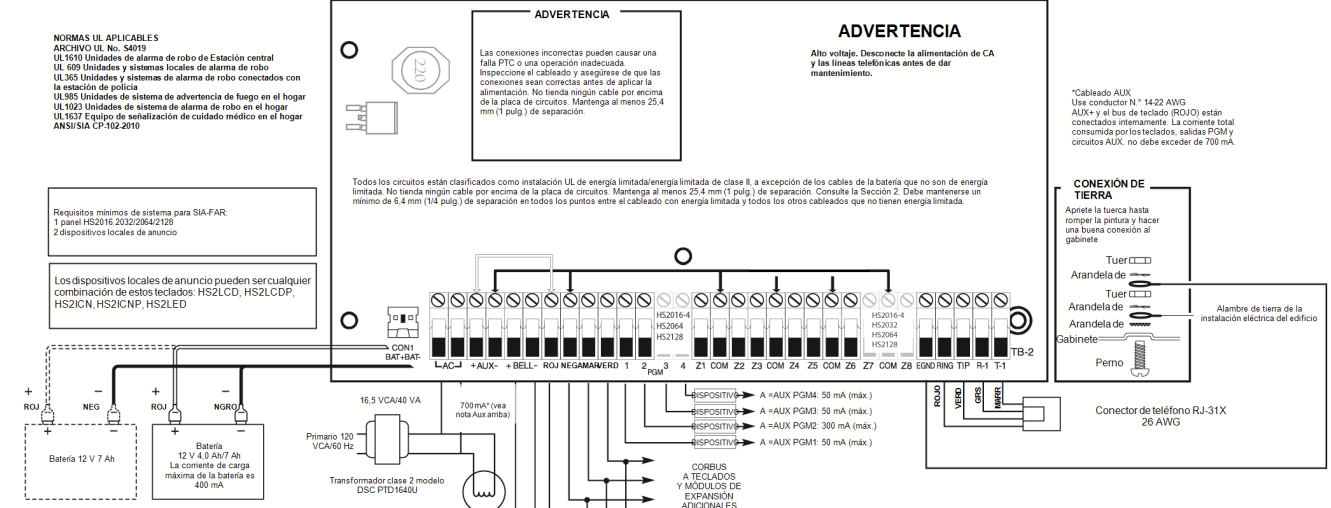 NORMAS UL APLICABLES
ARCHIVO UL No. S4019
UL1610 Unidades de alarma de robo de Estación central
UL 609 Unidades y sistemas locales de alarma de robo
UL365 Unidades y sistemas de alarma de robo conectados con
la estación de policía
UL985 Unidades de sistema de advertencia de fuego en el hogar
UL1023 Unidades de sistema de alarma de robo en el hogar
UL1637 Equipo de señalización de cuidado médico en el hogar
ANSI/SIA CP-102-2010
Requisitos mínimos de sistema para SIA-FAR:
1 panel HS2016 2032/2064/2128
2 dispositivos locales de anuncio
Los dispositivos locales de anuncio pueden ser cualquier
combinación de estos teclados: HS2LCD, HS2LCDP,
HS2ICN, HS2ICNP, HS2LED
220
ADVERTENCIA
Las conexiones incorrectas pueden causar una
falla PTC o una operación inadecuada.
Inspeccione el cableado y asegúrese de que las
conexiones sean correctas antes de aplicar la
alimentación. No tienda ningún cable por encima
de la placa de circuitos. Mantenga al menos 25,4
mm (1 pulg.) de separación.
ADVERTENCIA
Alto voltaje. Desconecte la alimentación de CA
y las líneas telefónicas antes de dar
mantenimiento.
Todos los circuitos están clasificados como instalación UL de energía limitada/energía limitada de clase II, a excepción de los cables de la batería que no son de energía
limitada. No tienda ningún cable por encima de la placa de circuitos. Mantenga al menos 25,4 mm (1 pulg.) de separación. Consulte la Sección 2. Debe mantenerse un
mínimo de 6,4 mm (1/4 pulg.) de separación en todos los puntos entre el cableado con energía limitada y todos los otros cableados que no tienen energía limitada.
*Cableado AUX
Use conductor N.° 14-22 AWG
AUX+ y el bus de teclado (ROJO) están
conectados internamente. La corriente total
consumida por los teclados, salidas PGM y
circuitos AUX. no debe exceder de 700 mA.
CONEXIÓN DE
TIERRA
Apriete la tuerca hasta
romper la pintura y hacer
una buena conexión al
gabinete
Tuer
Arandela de
Tuer
Arandela de
Arandela de
Gabinete
Perno
Alambre de tierra de la
instalación eléctrica del edificio
HS2016-4
HS2064
HS2128
HS2016-4
HS2032
HS2064
HS2128
CON1
BAT+BAT-
TB-2
AC +AUX- +BELL- ROJ NEG AMAR VERD 1 2 PGM 3 4 Z1 COM Z2 Z3 COM Z4 Z5 COM Z6 Z7 COM Z8 EGND RING TIP R-1 T-1
+ − + −
ROJ NEG ROJ NGRO
+ − + −
Batería 12 V 7 Ah
Batería
12 V 4,0 Ah/7 Ah
La corriente de carga
máxima de la batería es
400 mA
16,5 VCA/40 VA
Primario 120
VCA/60 Hz
Transformador clase 2 modelo
DSC PTD1640U
700mA* (vea
nota Aux arriba)
DISPOSITIVO A =AUX PGM4: 50 mA (máx.)
DISPOSITIVO A =AUX PGM3: 50 mA (máx.)
DISPOSITIVO A =AUX PGM2: 300 mA (máx.)
DISPOSITIVO A =AUX PGM1: 50 mA (máx.)
CORBUS
A TECLADOS
Y MÓDULOS DE
EXPANSIÓN
ADICIONALES
ROJO
VERD
GRS
MARR
Conector de teléfono RJ-31X
26 AWG